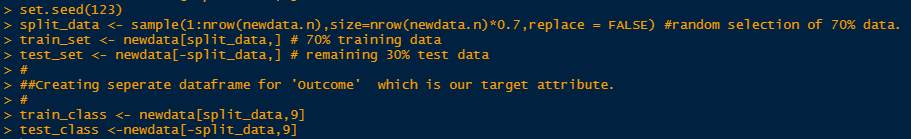 > set.seed(123)
> split_data <- sample(1:nrow(newdata.n),size=nrow(newdata.n)*0.7,replace = FALSE) #random selection of 70% data.
> train_set <- newdata[split_data,] # 70% training data
> test_set <- newdata[-split_data,] # remaining 30% test data
> #
> ##Creating seperate dataframe for 'Outcome'  which is our target attribute.
> #
> train_class <- newdata[split_data,9]
> test_class <-newdata[-split_data,9]